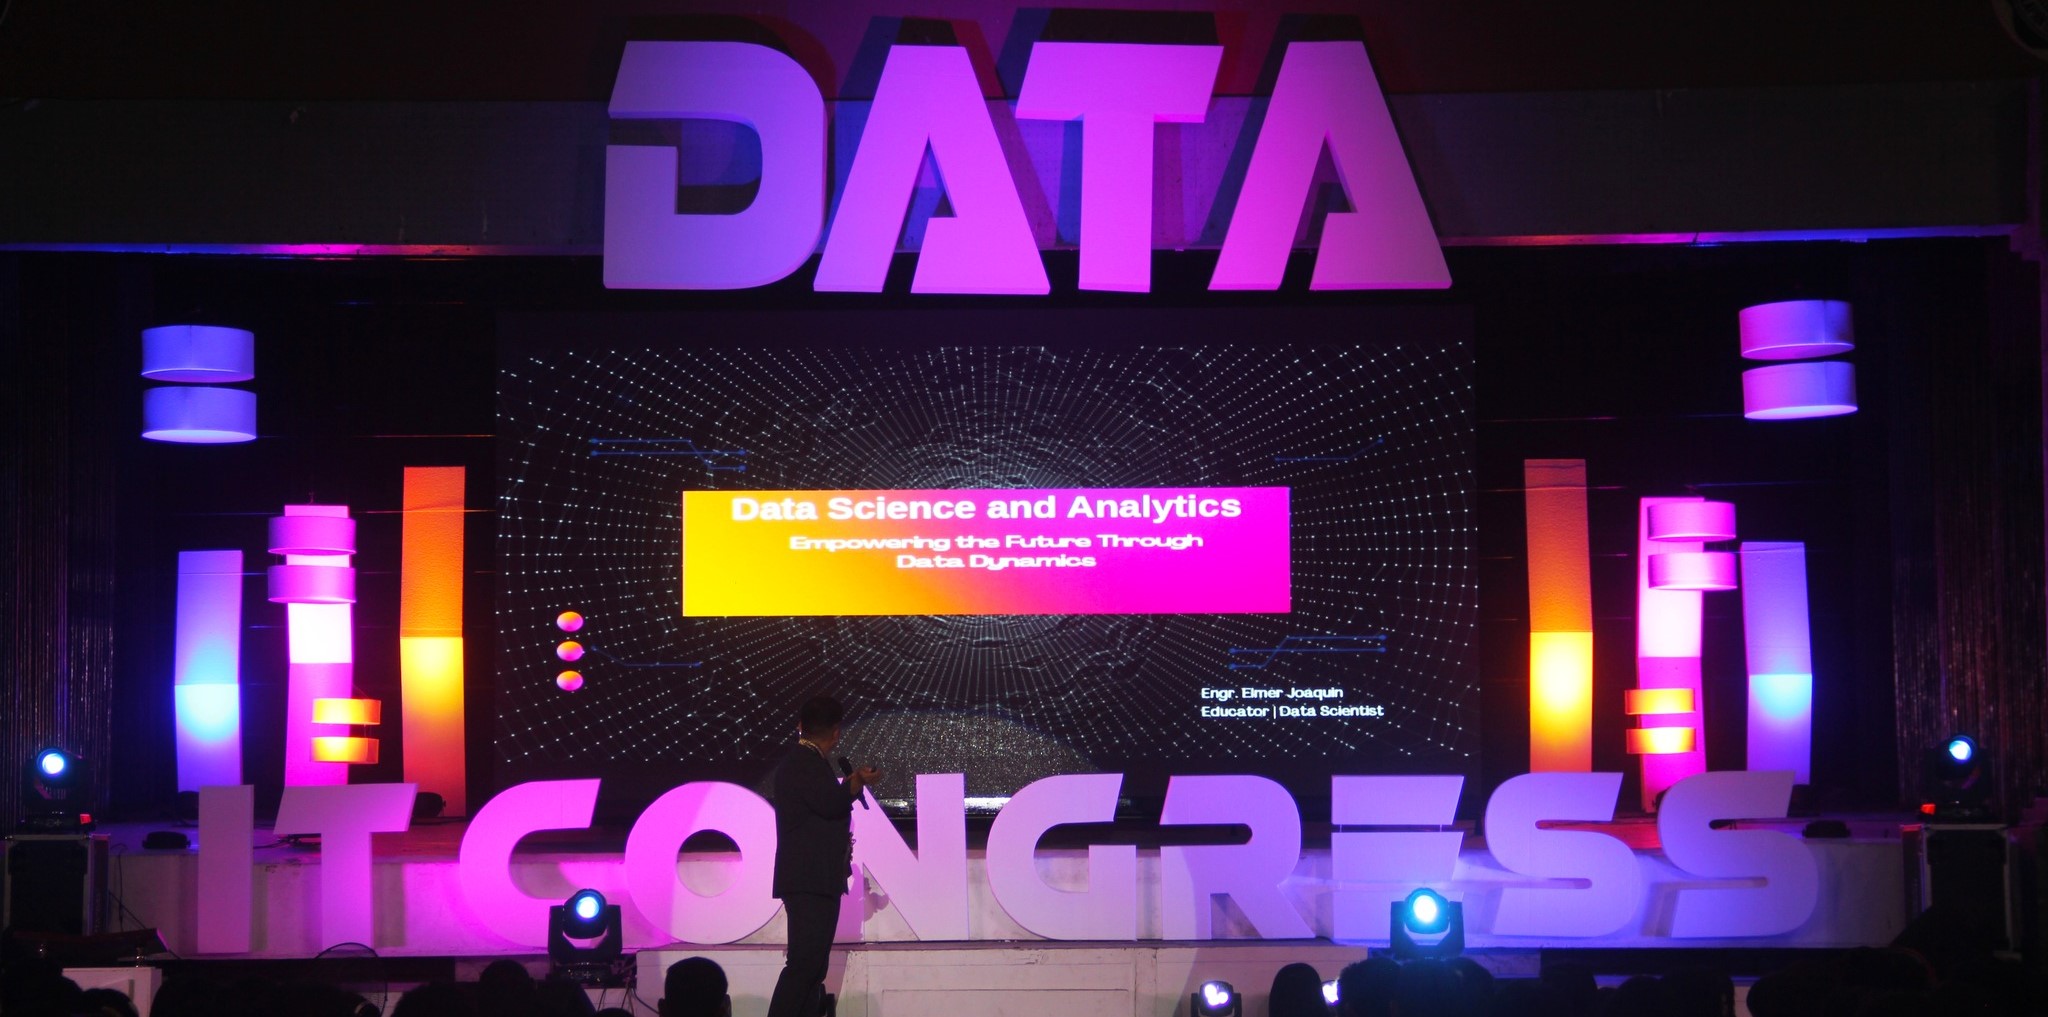 DATA
Data Science and Analytics
Empowering the Future Through
Data Dynamics
Engr. Elmer Joaquin
Educator | Data Scientist
IT CONGRESS